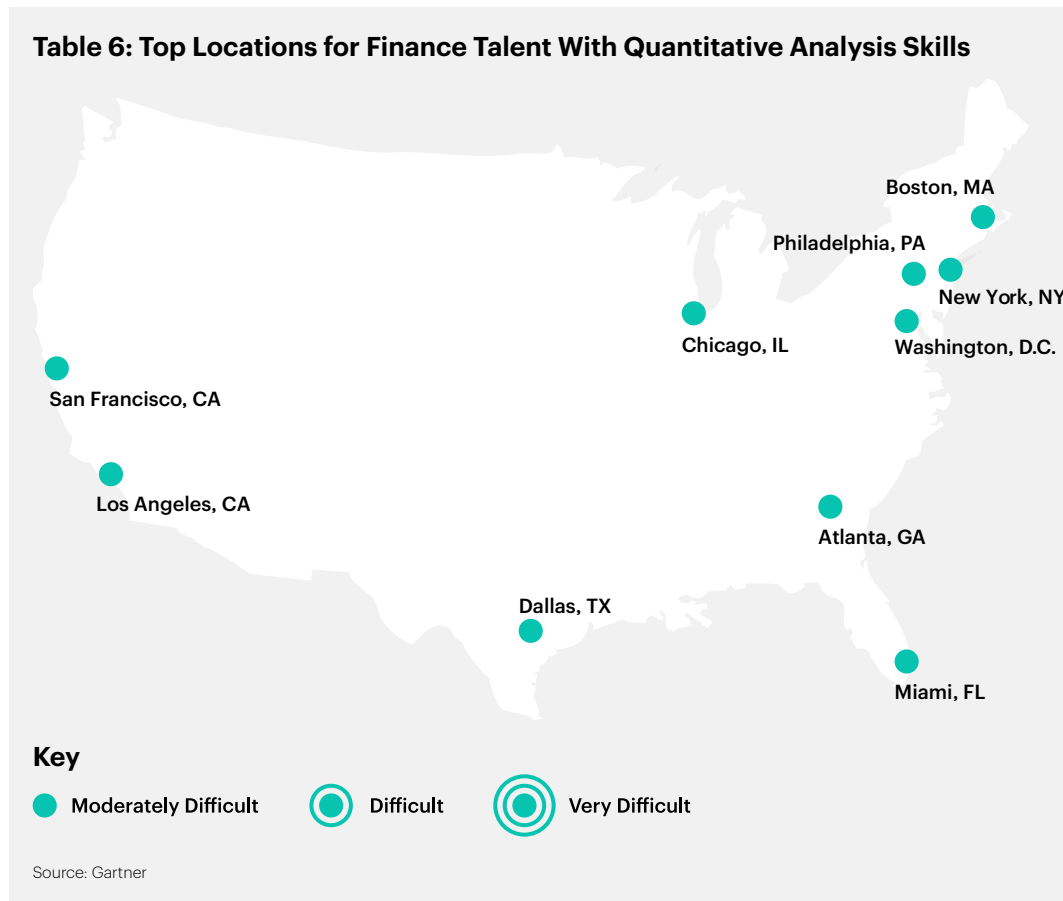 Table 6: Top Locations for Finance Talent With Quantitative Analysis Skills
Boston, MA
Philadelphia, PA
New York, NY
Chicago, IL
Washington, D.C.
San Francisco, CA
Los Angeles, CA
Atlanta, GA
Dallas, TX
Miami, FL
Key
Moderately Difficult
Difficult
Very Difficult
Source: Gartner